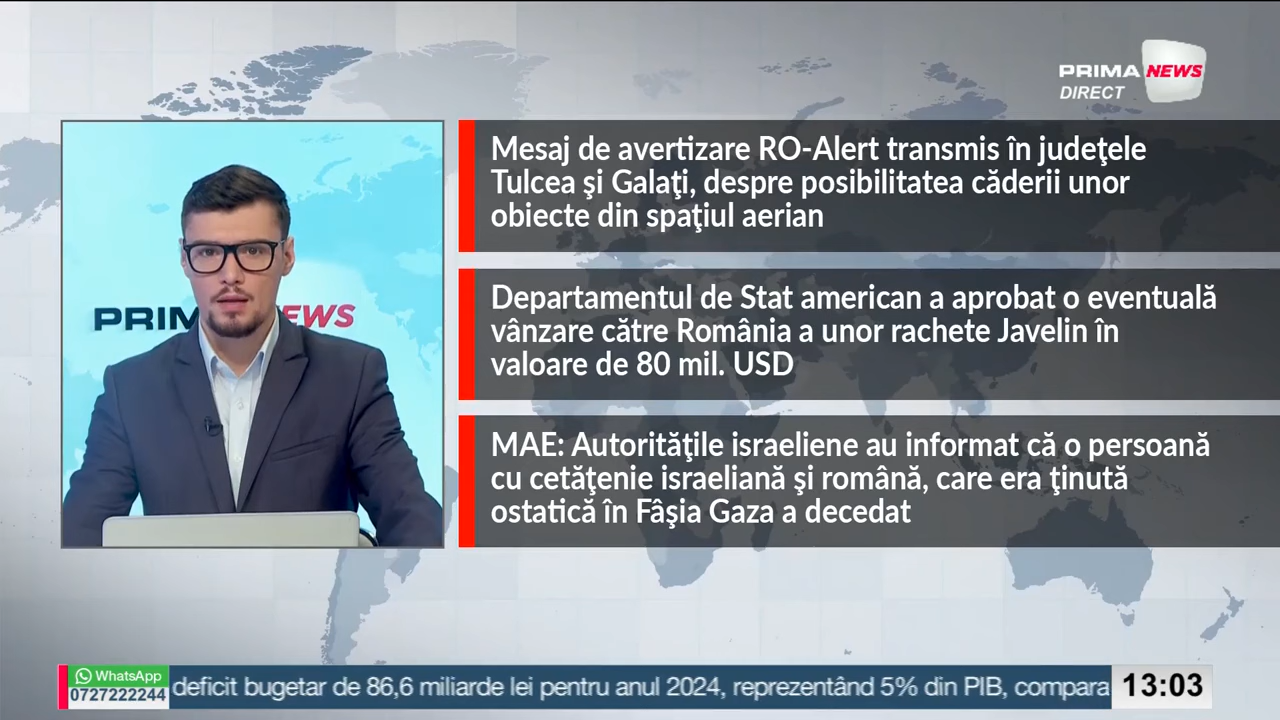 PRIMA NEWS
DIRECT
Mesaj de avertizare RO-Alert transmis în judeţele
Tulcea şi Galaţi, despre posibilitatea căderii unor
obiecte din spaţiul aerian
PRIM NEWS
Departamentul de Stat american a aprobat o eventuală
vânzare către România a unor rachete Javelin în
valoare de 80 mil. USD
MAE: Autorităţile israeliene au informat că o persoană
cu cetăţenie israeliană şi română, care era ţinută
ostatică în Fâşia Gaza a decedat
WhatsApp
0727222244
deficit bugetar de 86,6 miliarde lei pentru anul 2024, reprezentând 5% din PIB, compara
13:03